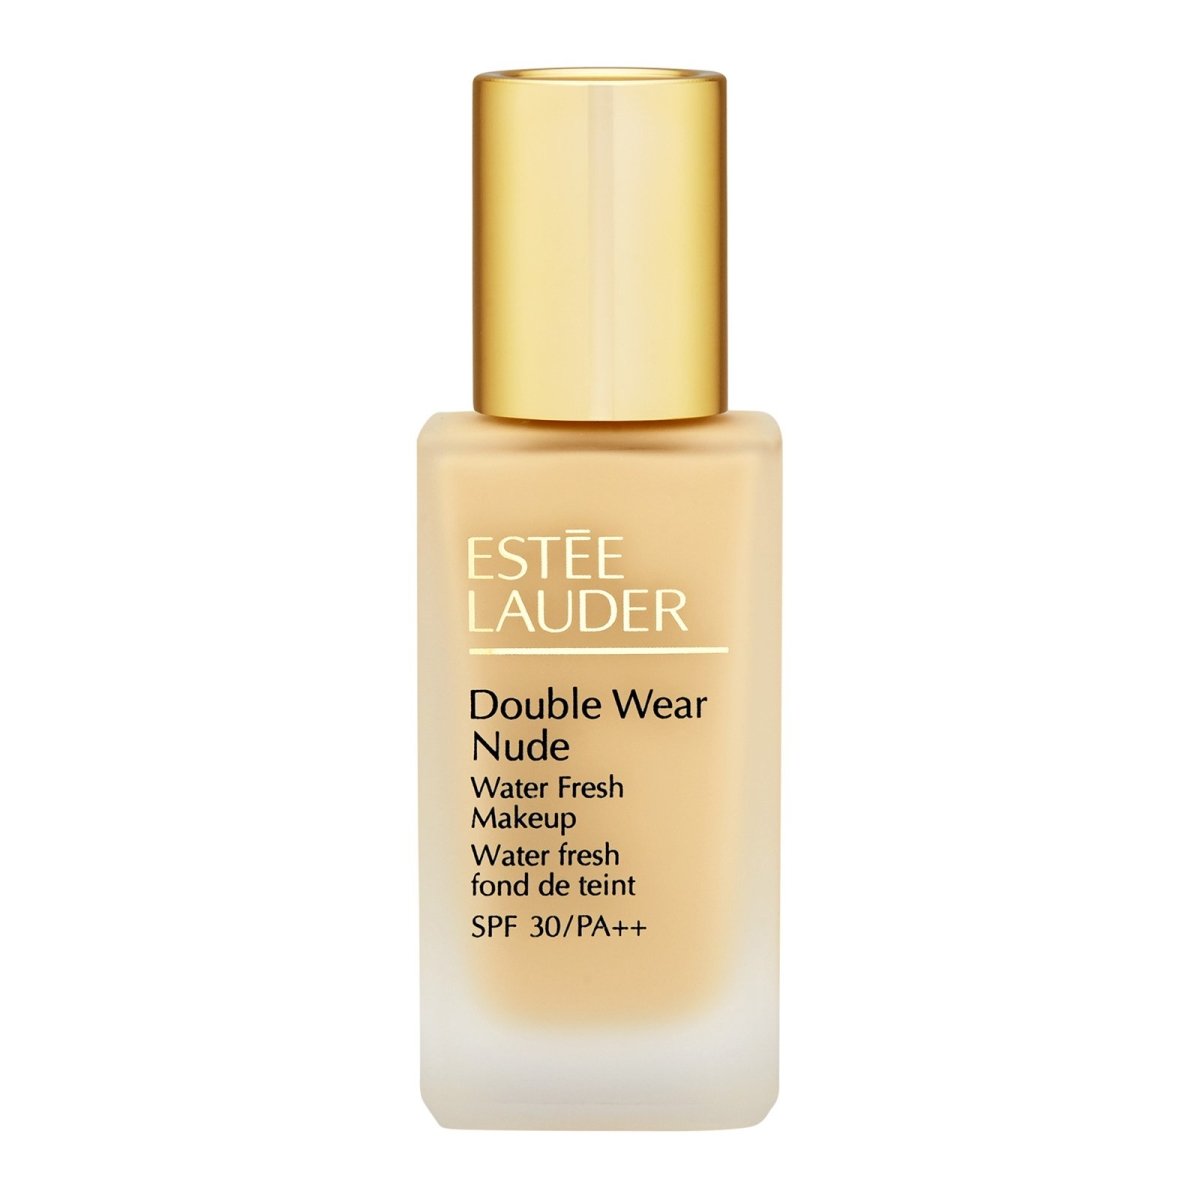 ESTĒE
LAUDER
Double Wear
Nude
Water Fresh
Makeup
Water fresh
fond de teint
SPF 30/PA++